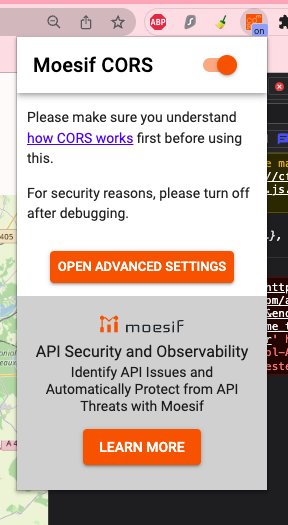 ABP
on
Moesif CORS
Please make sure you understand
how CORS works first before using
this.
For security reasons, please turn off
after debugging.
OPEN ADVANCED SETTINGS
moesif
API Security and Observability
Identify API Issues and
Automatically Protect from API
Threats with Moesif
LEARN MORE
405
A 4